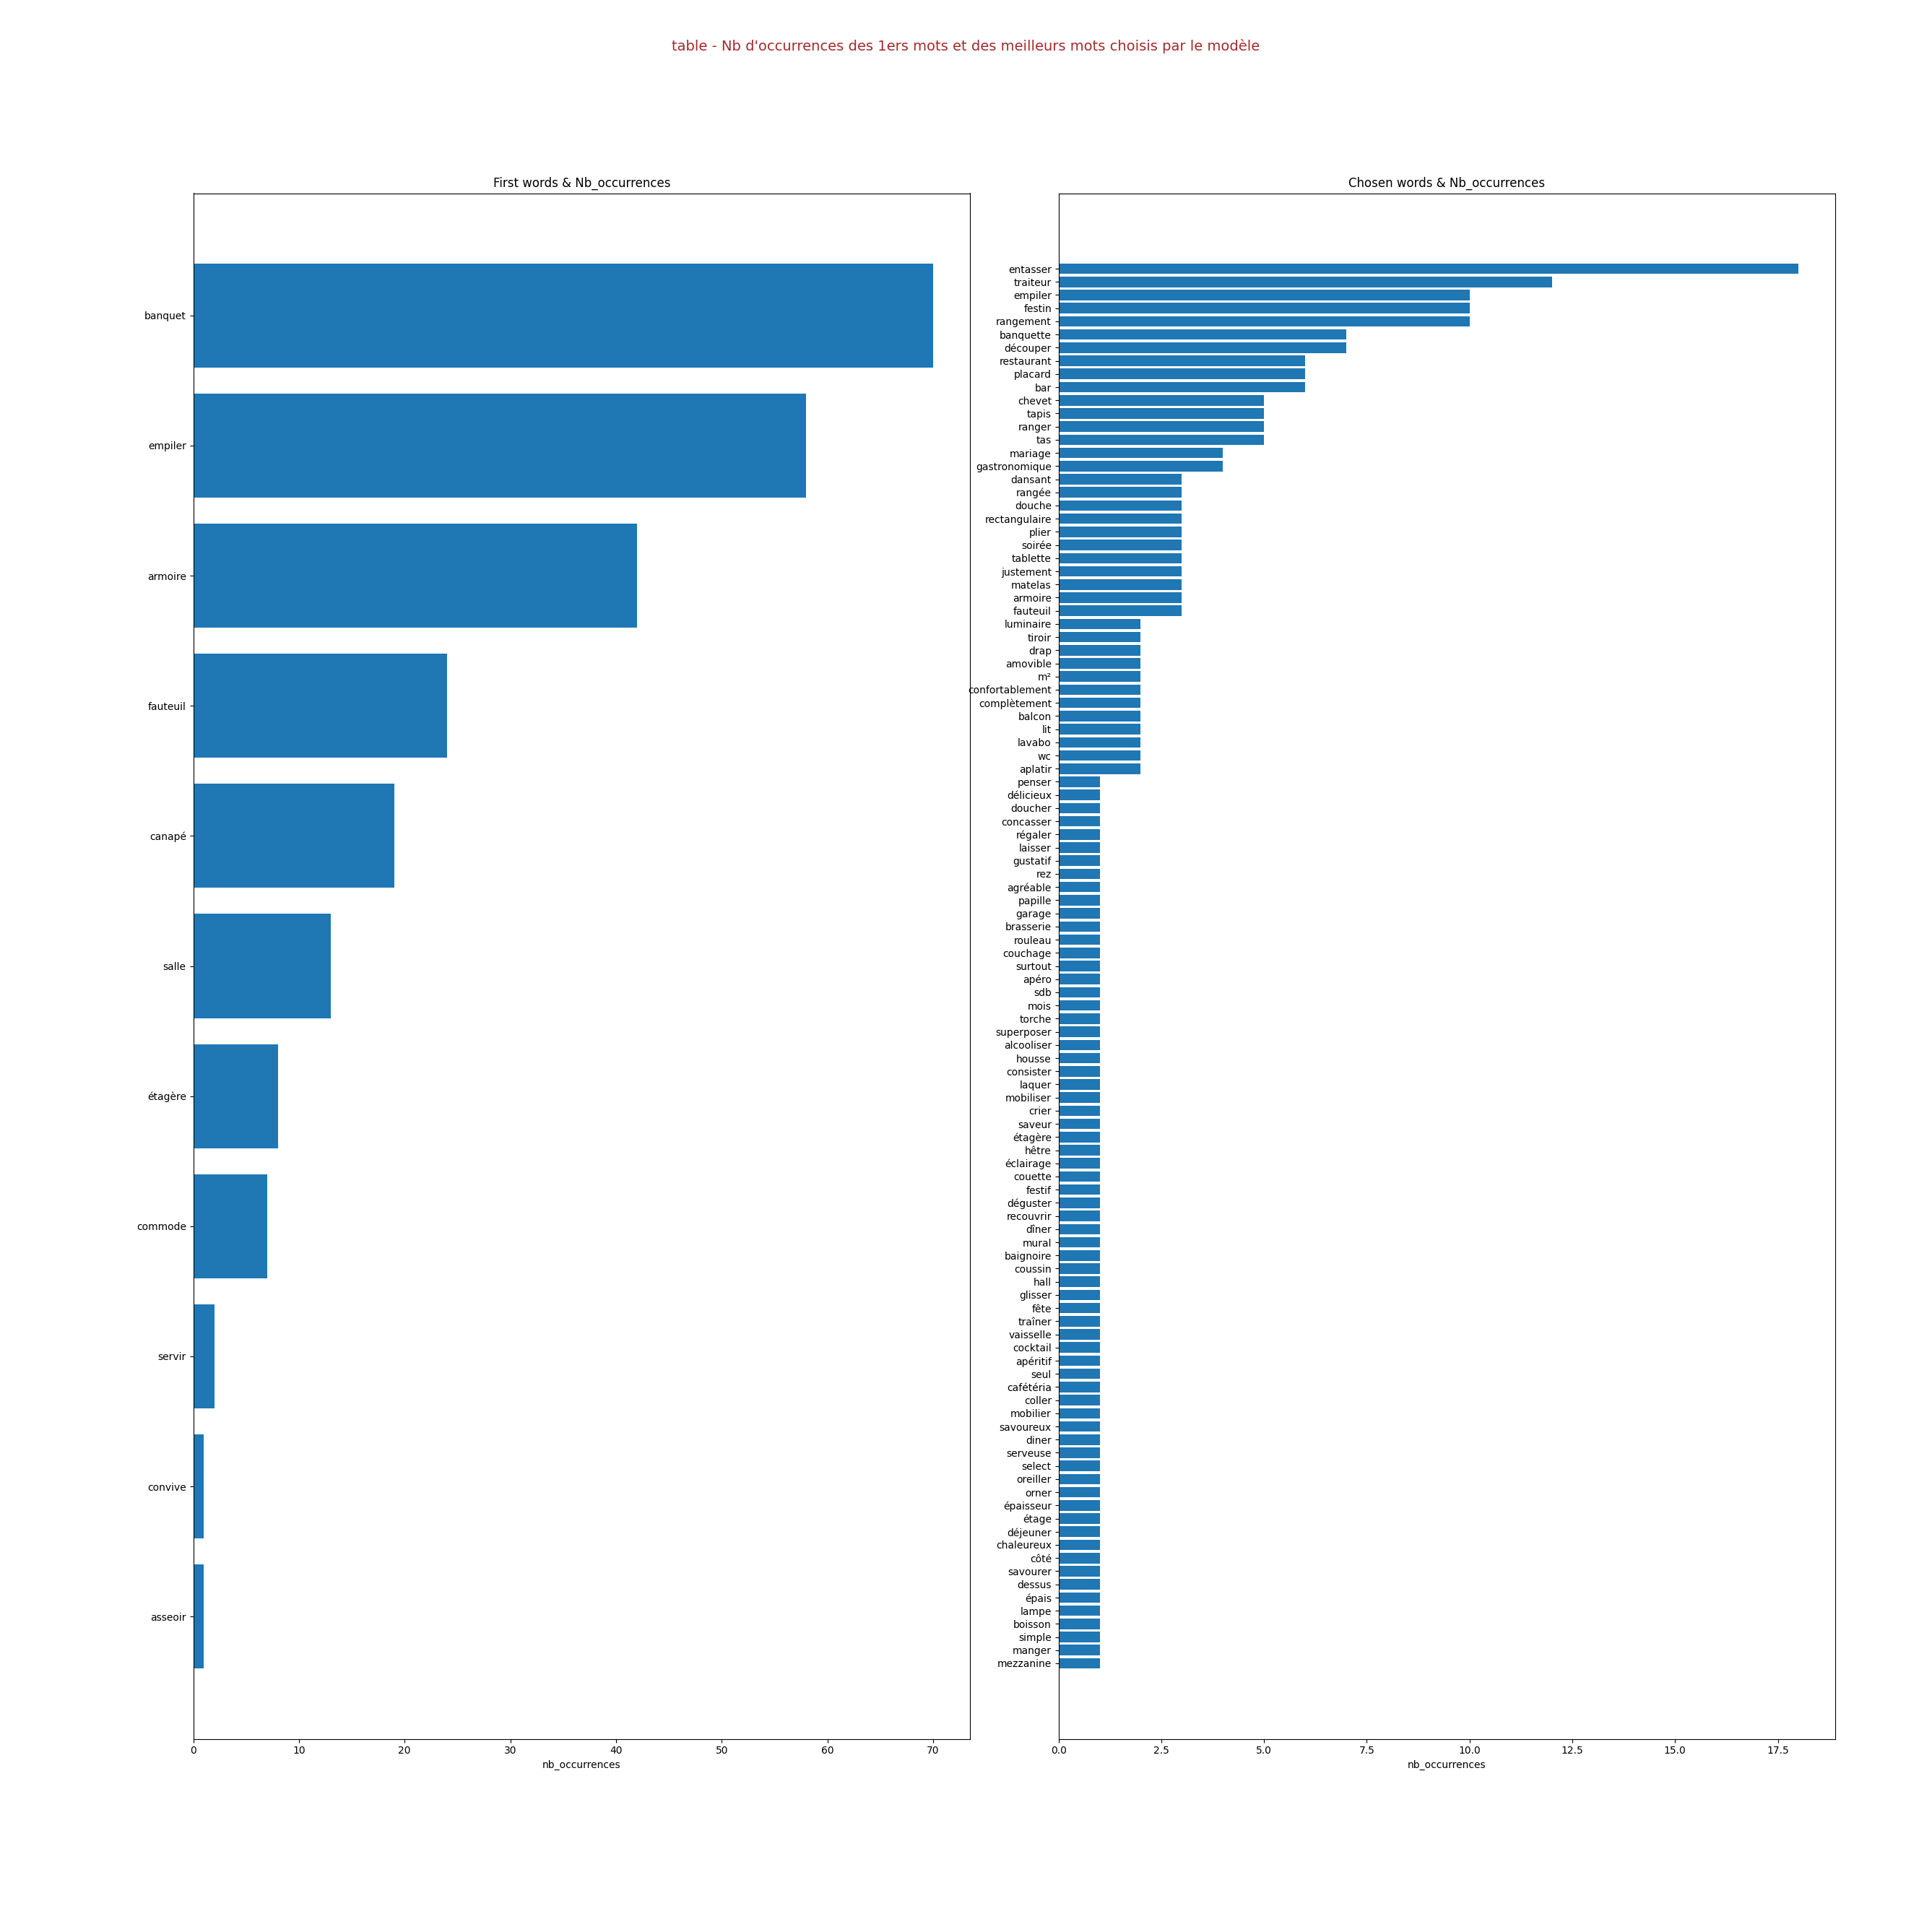 table - Nb d'occurrences des 1ers mots et des meilleurs mots choisis par le modèle
First words & Nb_occurrences
banquet
empiler
armoire
fauteuil
canapé
salle
étagère
commode
servir
convive
asseoir
0 10 20 30 40 50 60 70
nb_occurrences
Chosen words & Nb_occurrences
entasser
traiteur
empiler
festin
rangement
banquette
découper
restaurant
placard
bar
chevet
tapis
ranger
tas
mariage
gastronomique
dansant
rangée
douche
rectangulaire
plier
soirée
tablette
justement
matelas
armoire
fauteuil
luminaire
tiroir
drap
amovible
m²
confortablement
complètement
balcon
lit
lavabo
wc
aplatir
penser
délicieux
doucher
concasser
régaler
laisser
gustatif
rez
agréable
papille
garage
brasserie
rouleau
couchage
surtout
apéro
sdb
mois
torche
superposer
alcooliser
housse
consister
laquer
mobiliser
crier
saveur
étagère
hêtre
éclairage
couette
festif
déguster
recouvrir
dîner
mural
baignoire
coussin
hall
glisser
fête
traîner
vaisselle
cocktail
apéritif
seul
cafétéria
coller
mobilier
savoureux
diner
serveuse
select
oreiller
orner
épaisseur
étage
déjeuner
chaleureux
côté
savourer
dessus
épais
lampe
boisson
simple
manger
mezzanine
0.0 2.5 5.0 7.5 10.0 12.5 15.0 17.5
nb_occurrences